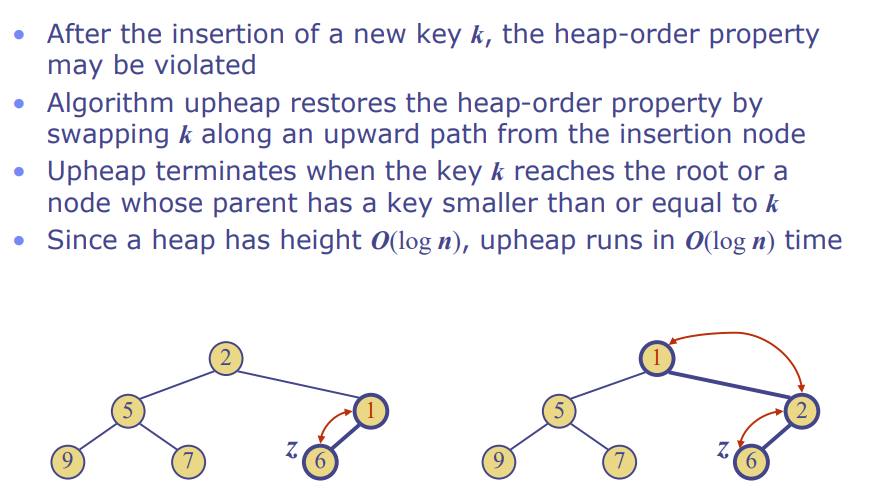 • After the insertion of a new key k, the heap-order property
may be violated
• Algorithm upheap restores the heap-order property by
swapping k along an upward path from the insertion node
• Upheap terminates when the key k reaches the root or a
node whose parent has a key smaller than or equal to k
• Since a heap has height O(log n), upheap runs in O(log n) time
2
5
1
9
7
z
6
1
5
2
9
7
z
6